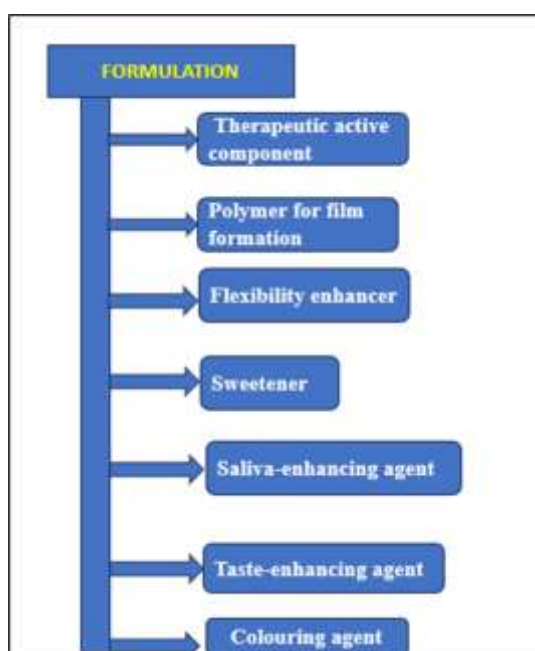 FORMULATION
Therapeutic active
component
Polymer for film
formation
Flexibility enhancer
Sweetener
Saliva-enhancing agent
Taste-enhancing agent
Colouring agent